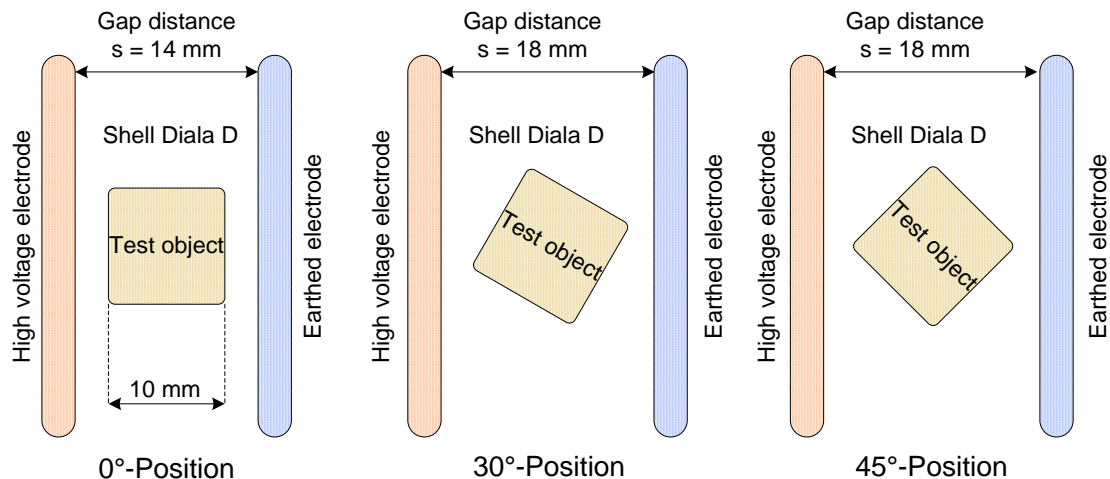 Gap distance
s = 14 mm
High voltage electrode
Shell Diala D
Test object
Earthed electrode
10 mm
0°-Position
Gap distance
s = 18 mm
High voltage electrode
Shell Diala D
Test object
Earthed electrode
30°-Position
Gap distance
s = 18 mm
High voltage electrode
Shell Diala D
Test object
Earthed electrode
45°-Position